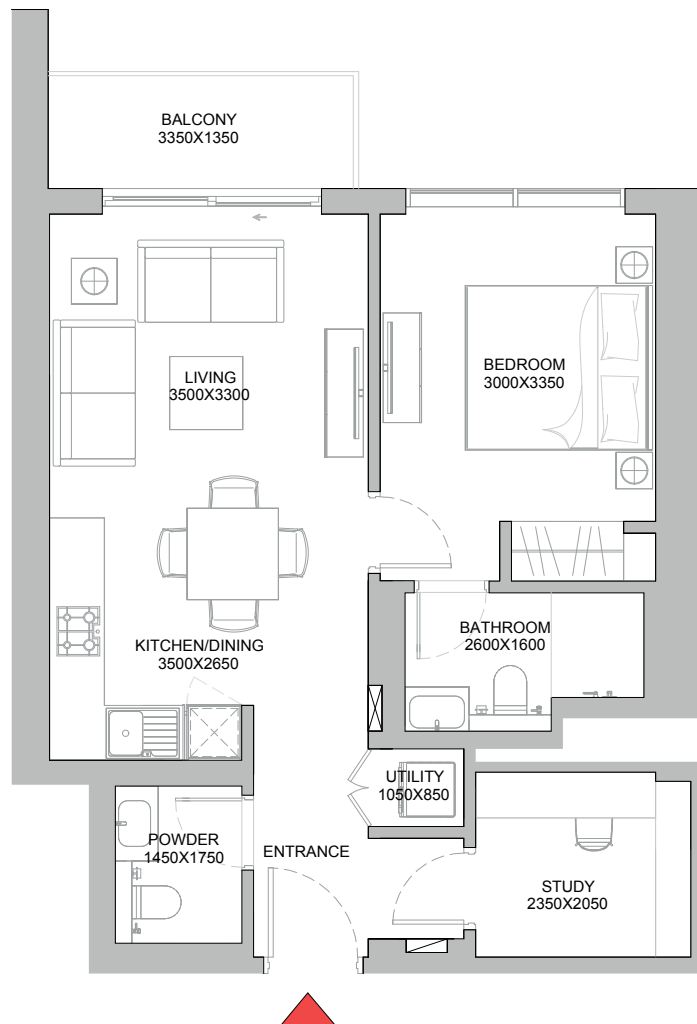 BALCONY
3350X1350
LIVING
3500X3300
BEDROOM
3000X3350
KITCHEN/DINING
3500X2650
BATHROOM
2600X1600
UTILITY
1050X850
POWDER
1450X1750
ENTRANCE
STUDY
2350X2050